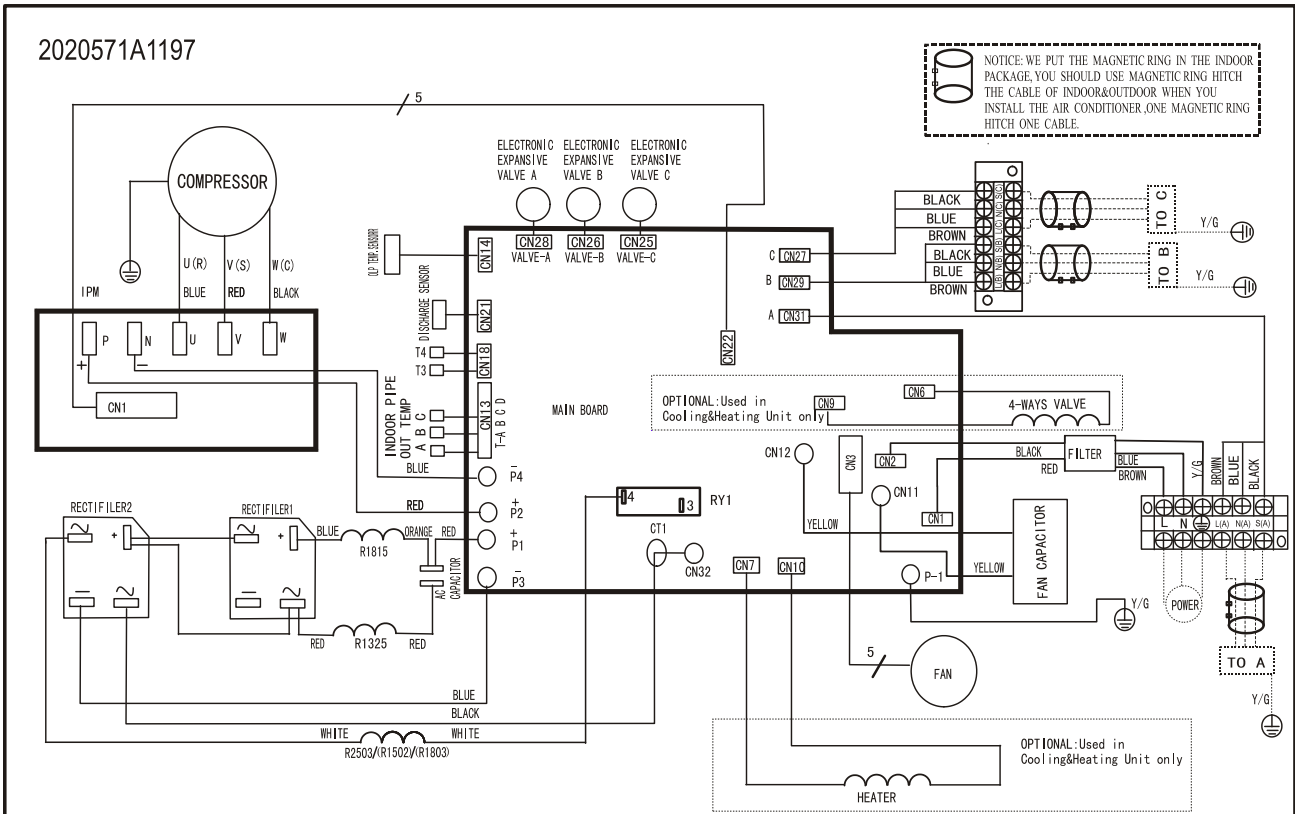 2020571A1197
NOTICE: WE PUT THE MAGNETIC RING IN THE INDOOR
PACKAGE, YOU SHOULD USE MAGNETIC RING HITCH
THE CABLE OF INDOOR&OUTDOOR WHEN YOU
INSTALL THE AIR CONDITIONER ,ONE MAGNETIC RING
HITCH ONE CABLE.
5
COMPRESSOR
U(R)
V(S)
W(C)
BLUE
RED
BLACK
IPM
P
N
U
V
W
+
−
CN1
ELECTRONIC
EXPANSIVE
VALVE A
ELECTRONIC
EXPANSIVE
VALVE B
ELECTRONIC
EXPANSIVE
VALVE C
CN28
VALVE-A
CN26
VALVE-B
CN25
VALVE-C
CN14
DISCHARGE SENSOR
CN21
T4
T3
CN18
INDOOR PIPE
OUT TEMP
A B C
CN13
T-A B C D
MAIN BOARD
CN22
C
CN27
B
CN29
A
CN31
BLACK
BLUE
BROWN
BLACK
BLUE
BROWN
S(C)
N(C)
L(C)
S(B)
N(B)
L(B)
TO C
TO B
Y/G
Y/G
OPTIONAL:Used in
Cooling&Heating Unit only
CN9
CN6
4-WAYS VALVE
CN12
CN3
CN2
CN11
CN1
BLACK
RED
FILTER
BLUE
BROWN
Y/G
BROWN
BLUE
BLACK
L
N
L(A)
N(A)
S(A)
POWER
TO A
Y/G
YELLOW
YELLOW
FAN CAPACITOR
P-1
Y/G
5
FAN
BLUE
−
P4
RED
+
P2
+
P1
−
P3
4
3
RY1
CT1
CN32
CN7
CN10
RECTIFILER2
RECTIFILER1
+
−
+
−
BLUE
R1815
ORANGE
RED
AC
CAPACITOR
RED
R1325
RED
BLUE
BLACK
WHITE
WHITE
R2503/(R1502)/(R1803)
OPTIONAL:Used in
Cooling&Heating Unit only
HEATER